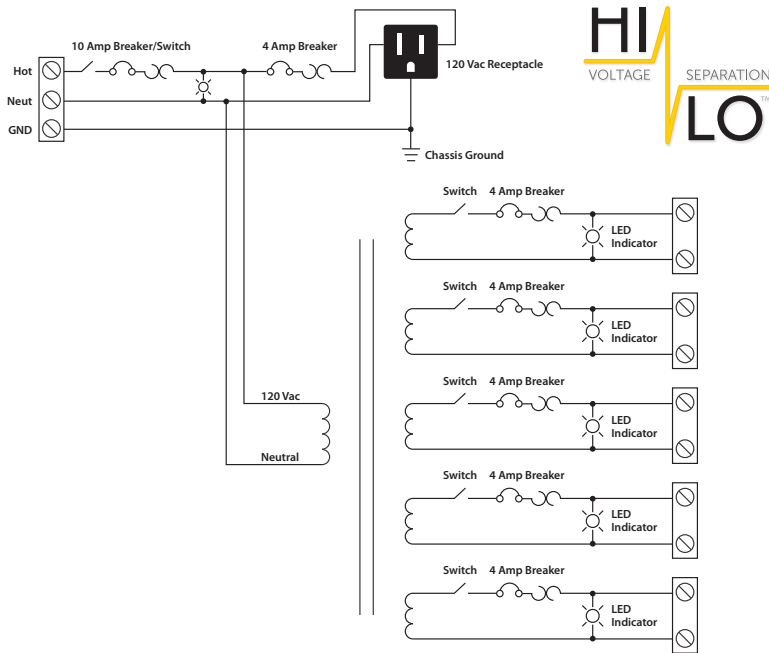 10 Amp Breaker/Switch
4 Amp Breaker
Hot
Neut
GND
120 Vac Receptacle
Chassis Ground
HI
VOLTAGE
SEPARATION
LO™
Switch 4 Amp Breaker
LED
Indicator
Switch 4 Amp Breaker
LED
Indicator
120 Vac
Neutral
Switch 4 Amp Breaker
LED
Indicator
Switch 4 Amp Breaker
LED
Indicator
Switch 4 Amp Breaker
LED
Indicator